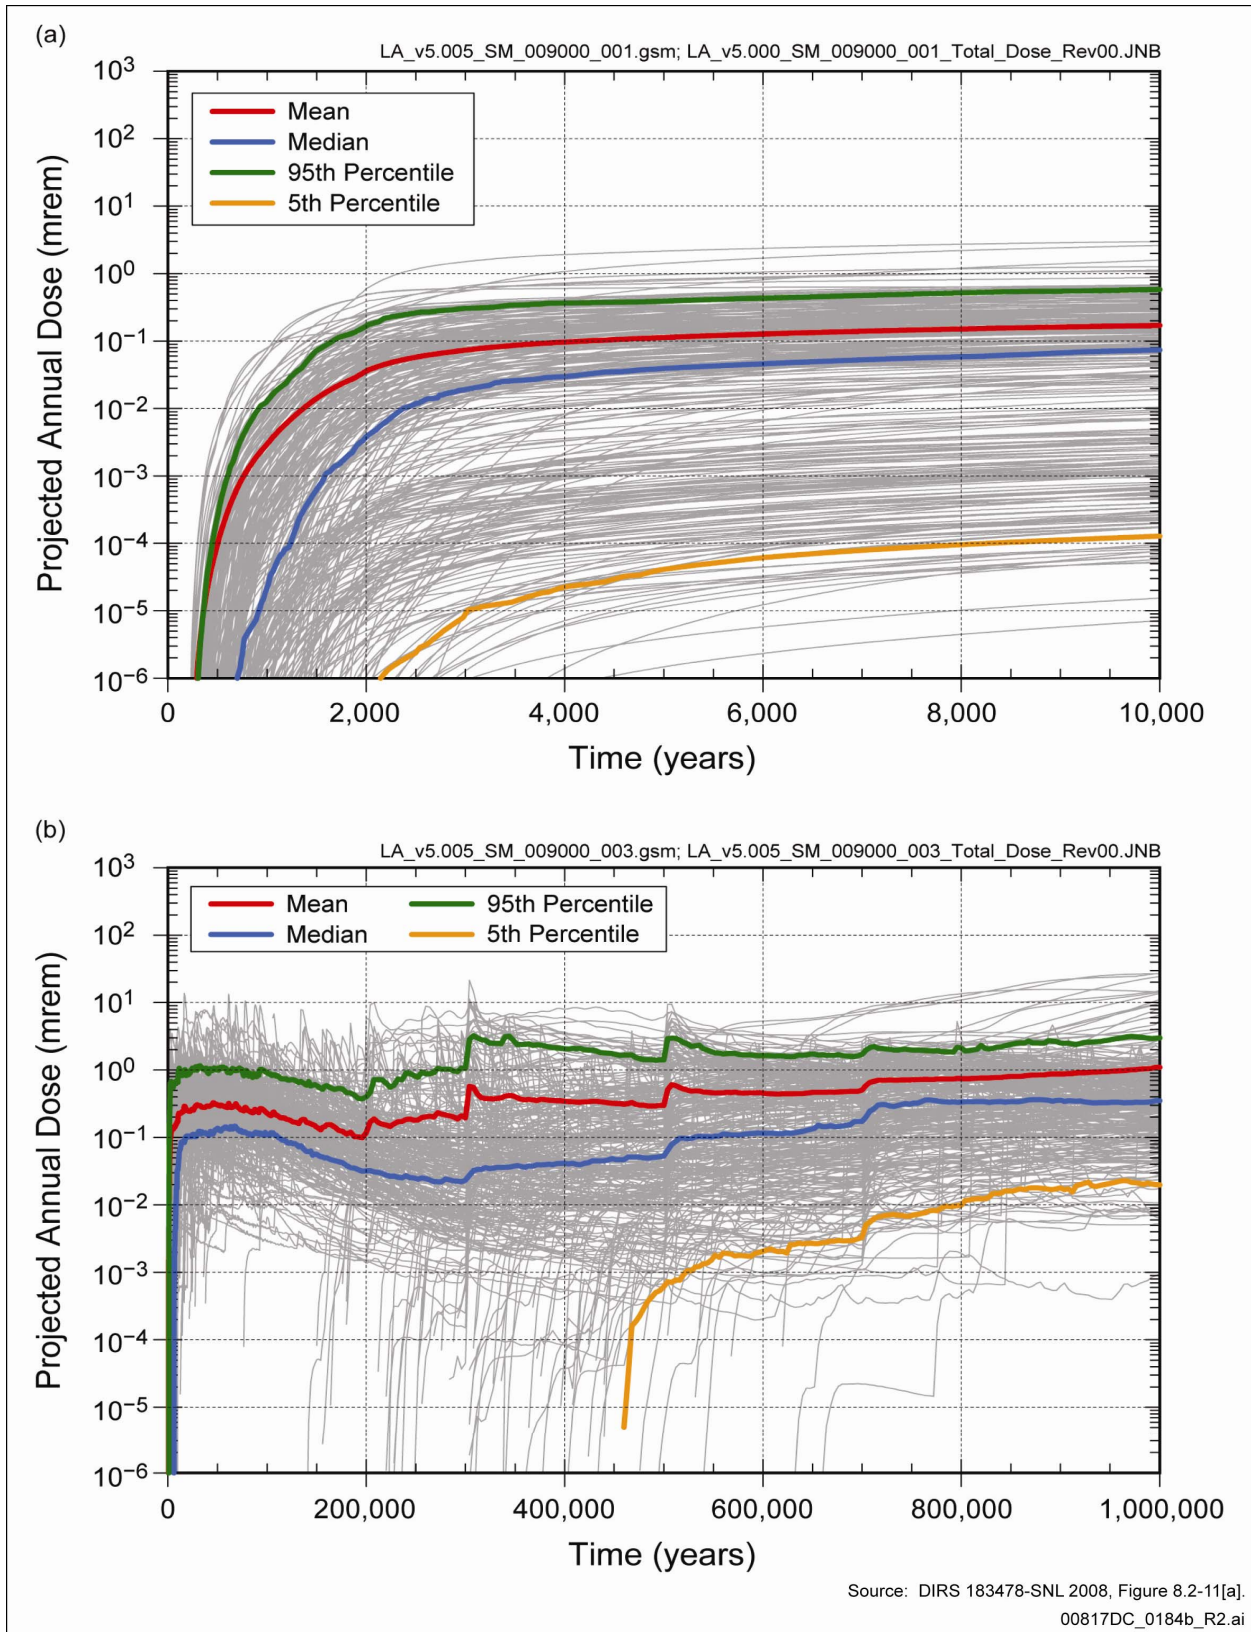 (a)
LA_v5.005_SM_009000_001.gsm; LA_v5.000_SM_009000_001_Total_Dose_Rev00.JNB
Projected Annual Dose (mrem)
10³
10²
10¹
10⁰
10⁻¹
10⁻²
10⁻³
10⁻⁴
10⁻⁵
10⁻⁶
Mean
Median
95th Percentile
5th Percentile
0 2,000 4,000 6,000 8,000 10,000
Time (years)
(b)
LA_v5.005_SM_009000_003.gsm; LA_v5.005_SM_009000_003_Total_Dose_Rev00.JNB
Projected Annual Dose (mrem)
10³
10²
10¹
10⁰
10⁻¹
10⁻²
10⁻³
10⁻⁴
10⁻⁵
10⁻⁶
Mean 95th Percentile
Median 5th Percentile
0 200,000 400,000 600,000 800,000 1,000,000
Time (years)
Source: DIRS 183478-SNL 2008, Figure 8.2-11[a].
00817DC_0184b_R2.ai